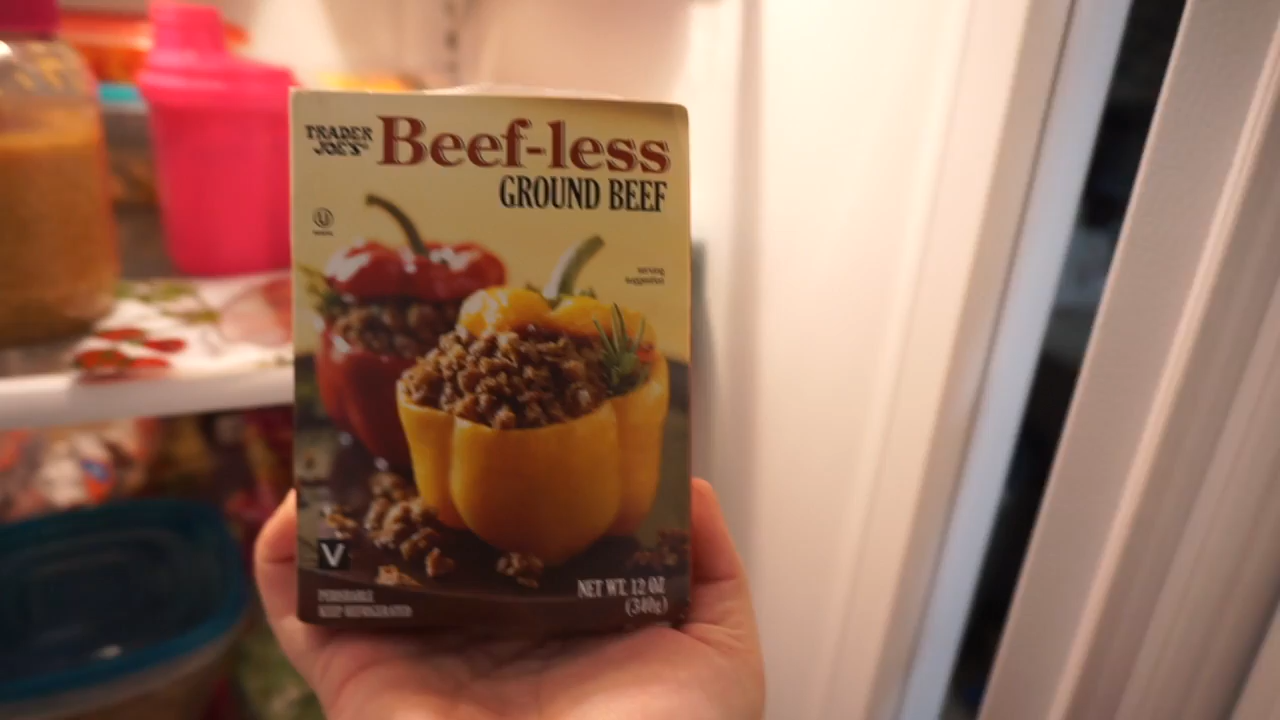 TRADER
JOE'S
Beef-less
GROUND BEEF
U
serving
suggestion
V
PERISHABLE
KEEP REFRIGERATED
NET WT. 12 OZ
(340g)